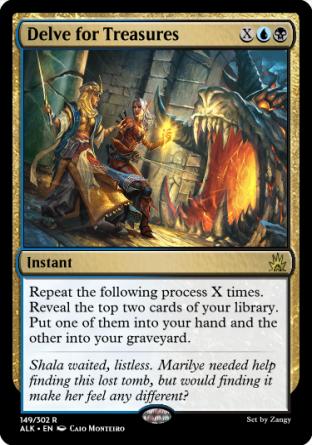 Delve for Treasures X
Instant
Repeat the following process X times.
Reveal the top two cards of your library.
Put one of them into your hand and the
other into your graveyard.
Shala waited, listless. Marilye needed help
finding this lost tomb, but would finding it
make her feel any different?
149/302 R
Set by Zangy
ALK • EN Caio Monteiro